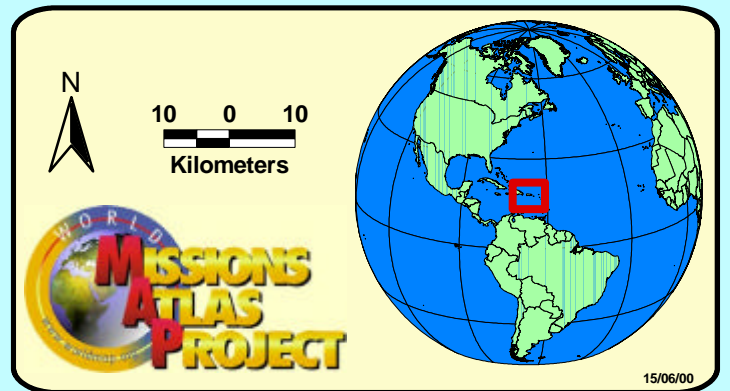 N
10 0 10
Kilometers
WORLD
MISSIONS
ATLAS
PROJECT
15/06/00